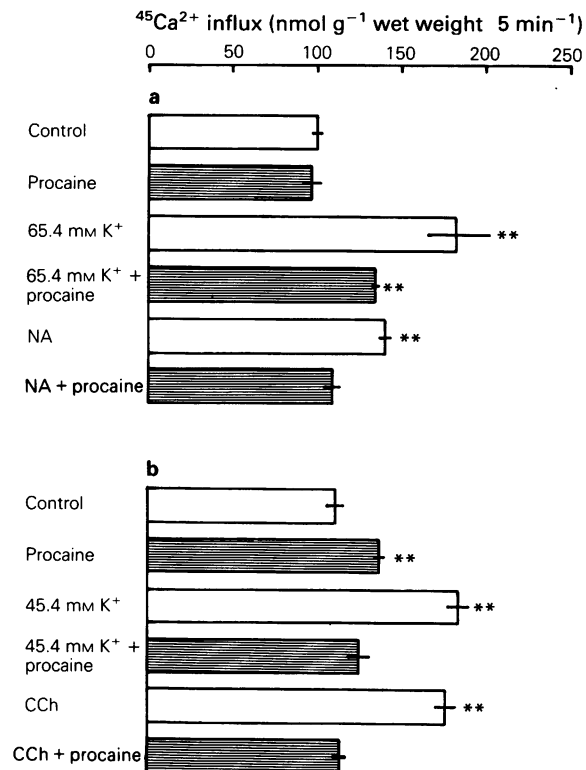 ⁴⁵Ca²⁺ influx (nmol g⁻¹ wet weight 5 min⁻¹)
0 50 100 150 200 250
a
Control
Procaine
65.4 mM K⁺
**
65.4 mM K⁺ +
procaine
**
NA
**
NA + procaine
b
Control
Procaine
**
45.4 mM K⁺
**
45.4 mM K⁺ +
procaine
CCh
**
CCh + procaine